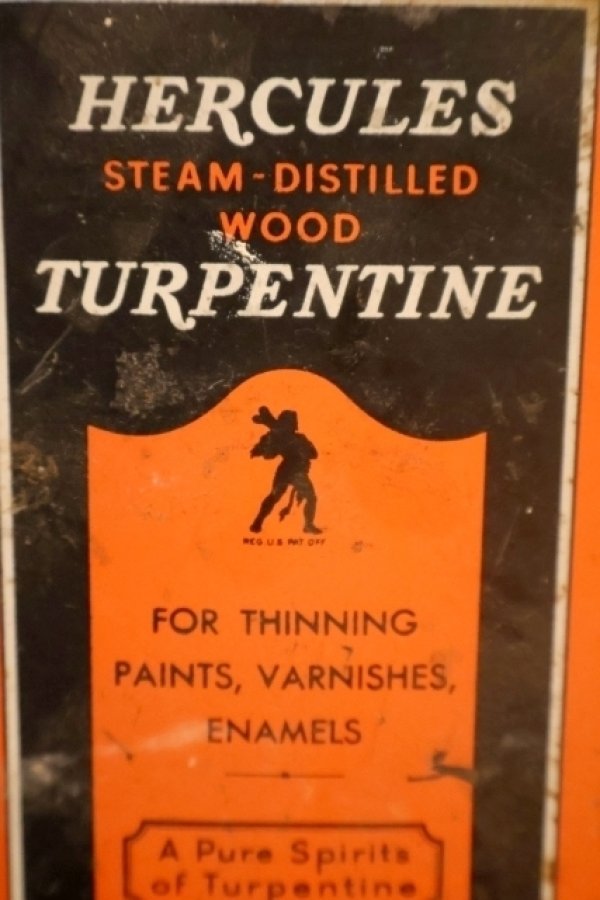 HERCULES
STEAM-DISTILLED
WOOD
TURPENTINE
REG. U.S. PAT. OFF.
FOR THINNING
PAINTS, VARNISHES,
ENAMELS
A Pure Spirits
of Turpentine